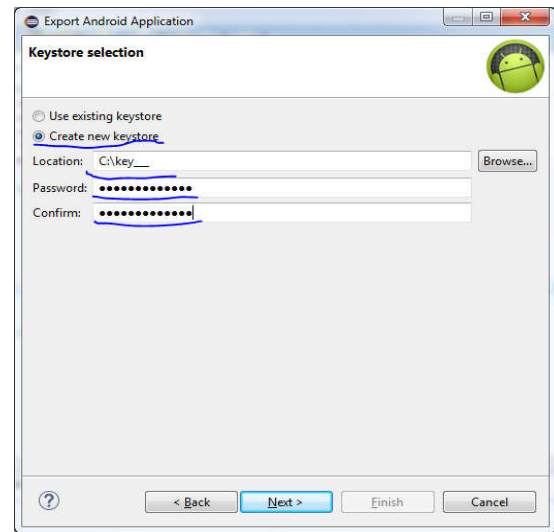 Export Android Application
Keystore selection
Use existing keystore
Create new keystore
Location: C:\key__ Browse...
Password: ●●●●●●●●●●●●●
Confirm: ●●●●●●●●●●●●●
? < Back Next > Finish Cancel